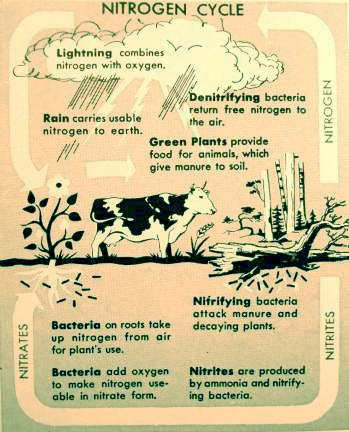 NITROGEN CYCLE
Lightning combines
nitrogen with oxygen.
Denitrifying bacteria
return free nitrogen to
the air.
Rain carries usable
nitrogen to earth.
Green Plants provide
food for animals, which
give manure to soil.
NITROGEN
Bacteria on roots take
up nitrogen from air
for plant's use.
Nifrifying bacteria
attack manure and
decaying plants.
NITRATES
NITRITES
Bacteria add oxygen
to make nitrogen use-
able in nitrate form.
Nitrites are produced
by ammonia and nitrify-
ing bacteria.